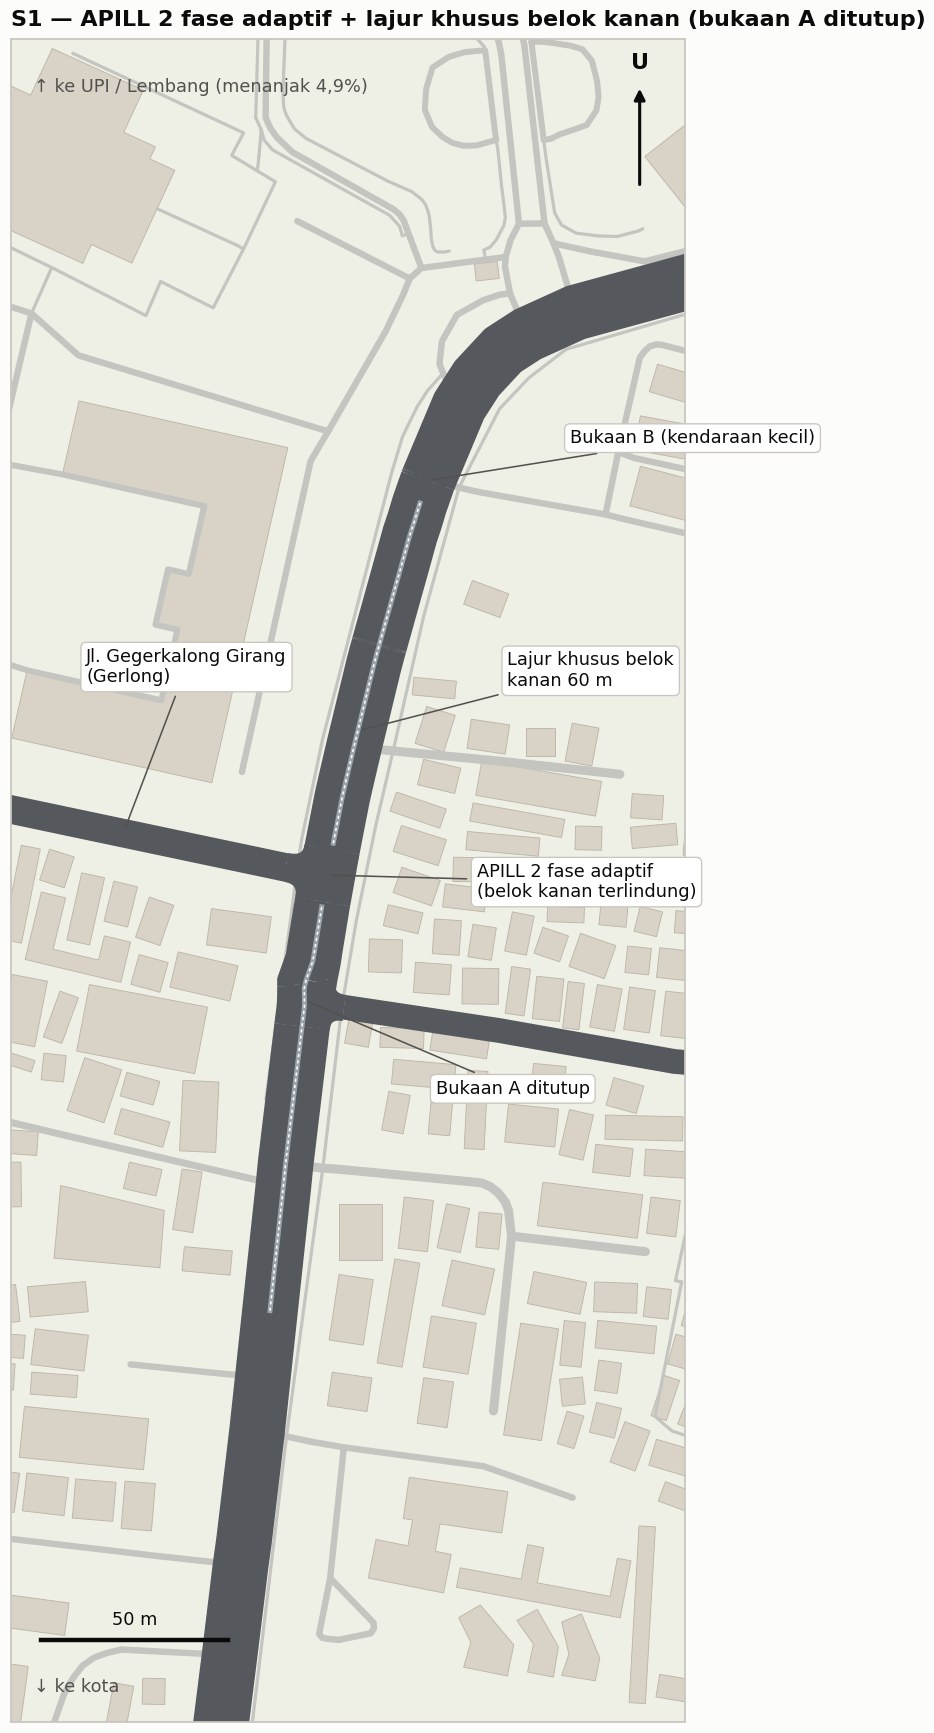 S1 — APILL 2 fase adaptif + lajur khusus belok kanan (bukaan A ditutup)
U
↑ ke UPI / Lembang (menanjak 4,9%)
Bukaan B (kendaraan kecil)
Jl. Gegerkalong Girang
(Gerlong)
Lajur khusus belok
kanan 60 m
APILL 2 fase adaptif
(belok kanan terlindung)
Bukaan A ditutup
50 m
↓ ke kota